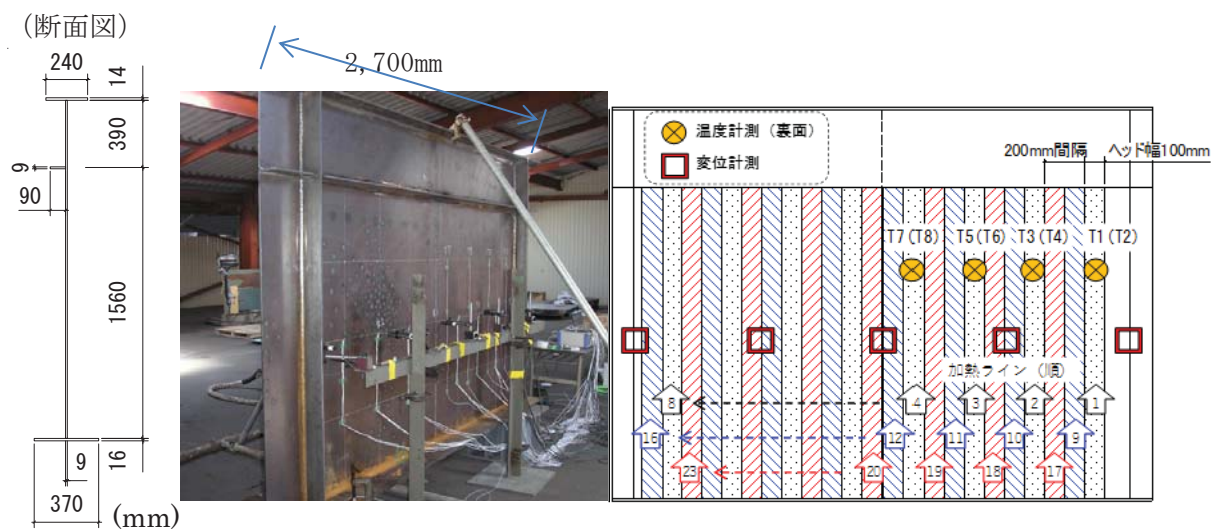 (断面図)
240
14
390
9
90
1560
9
16
370
(mm)
2,700mm
温度計測(裏面)
変位計測
200mm間隔
ヘッド幅100mm
T7(T8)
T5(T6)
T3(T4)
T1(T2)
加熱ライン(順)
8
4
3
2
1
16
12
11
10
9
23
20
19
18
17